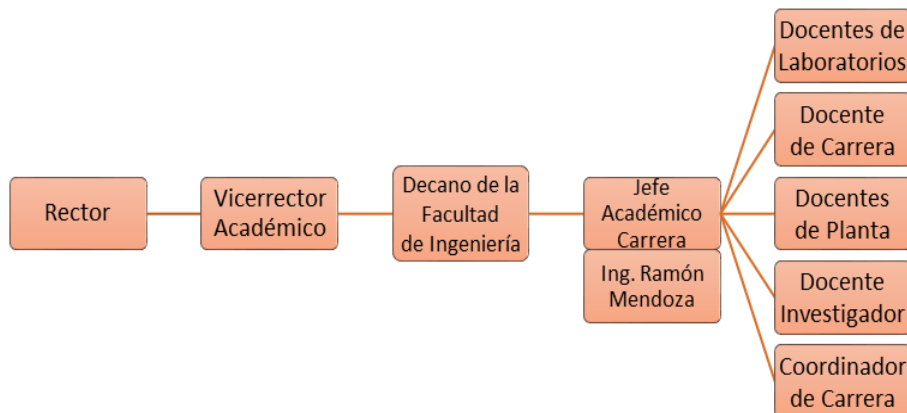 Rector
Vicerrector
Académico
Decano de la
Facultad
de Ingeniería
Jefe
Académico
Carrera
Ing. Ramón
Mendoza
Docentes de
Laboratorios
Docente
de Carrera
Docentes
de Planta
Docente
Investigador
Coordinador
de Carrera